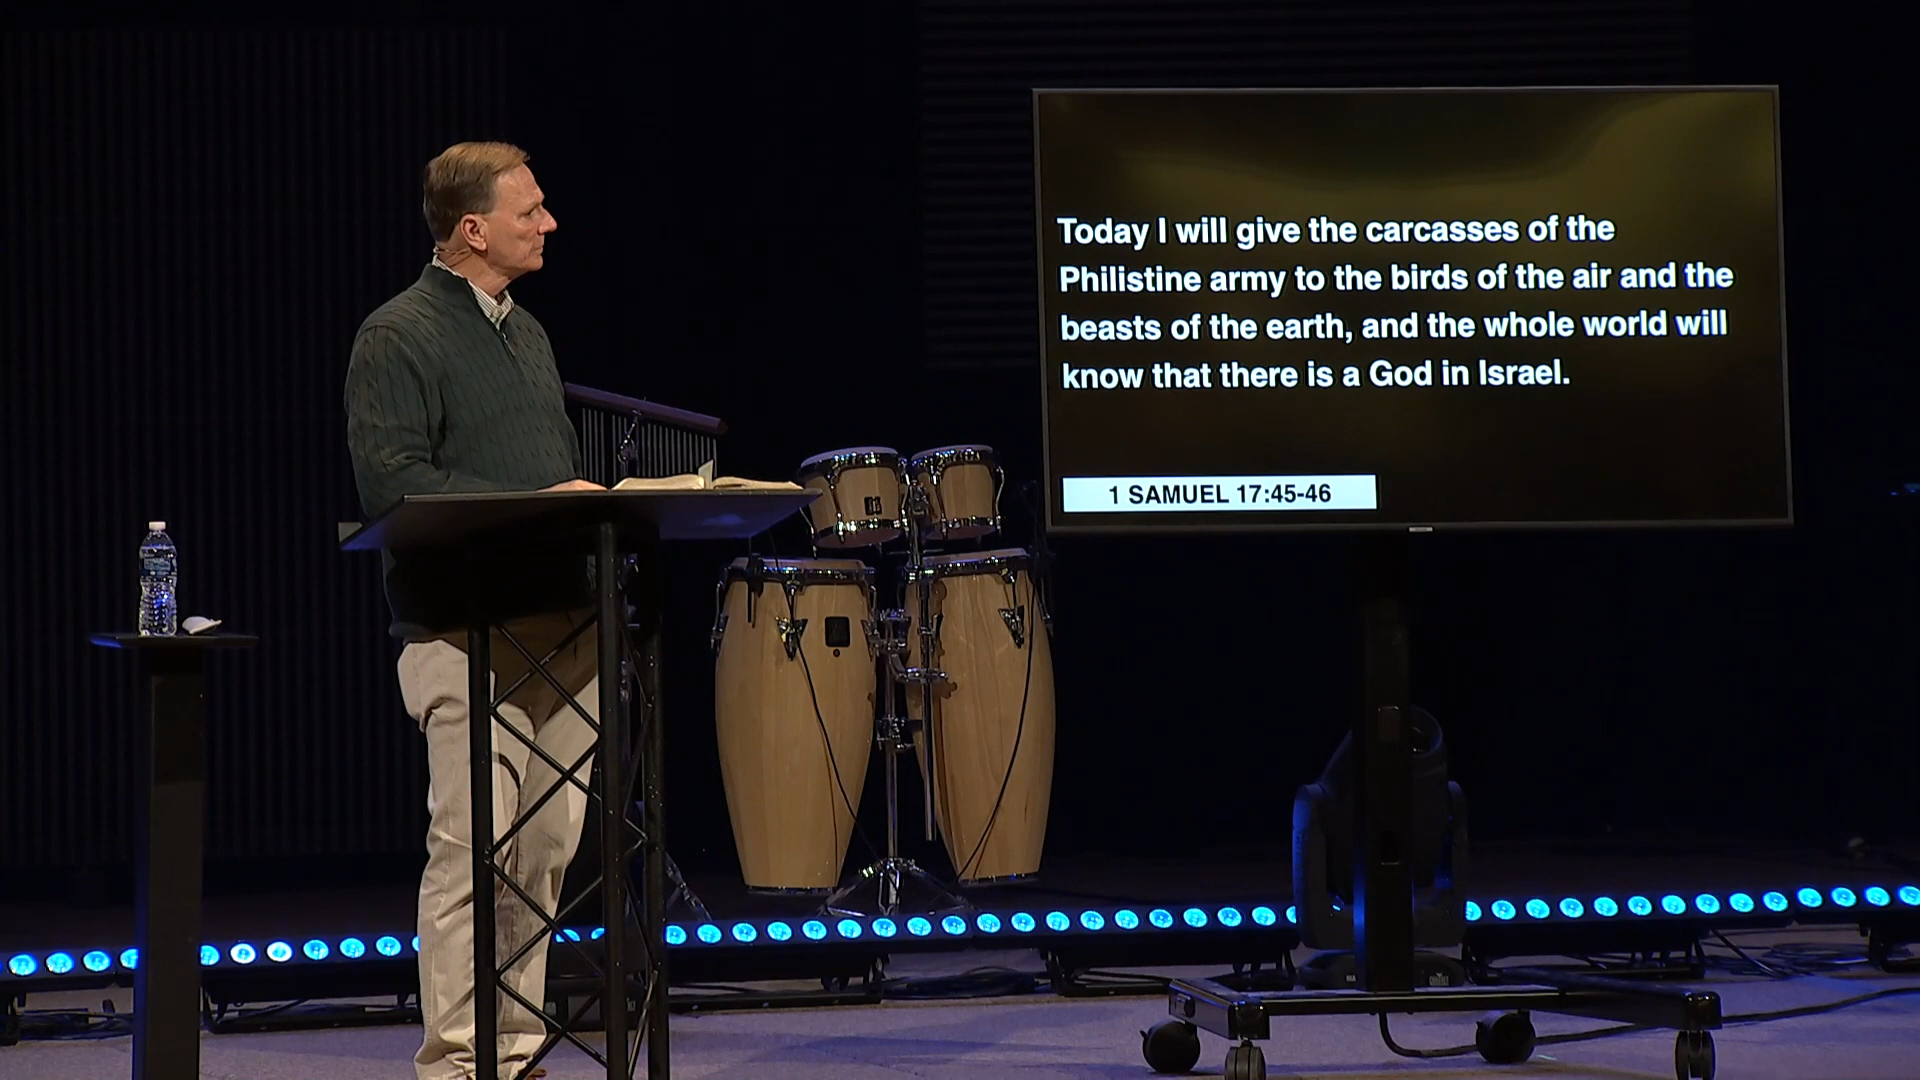 Today I will give the carcasses of the
Philistine army to the birds of the air and the
beasts of the earth, and the whole world will
know that there is a God in Israel.
1 SAMUEL 17:45-46